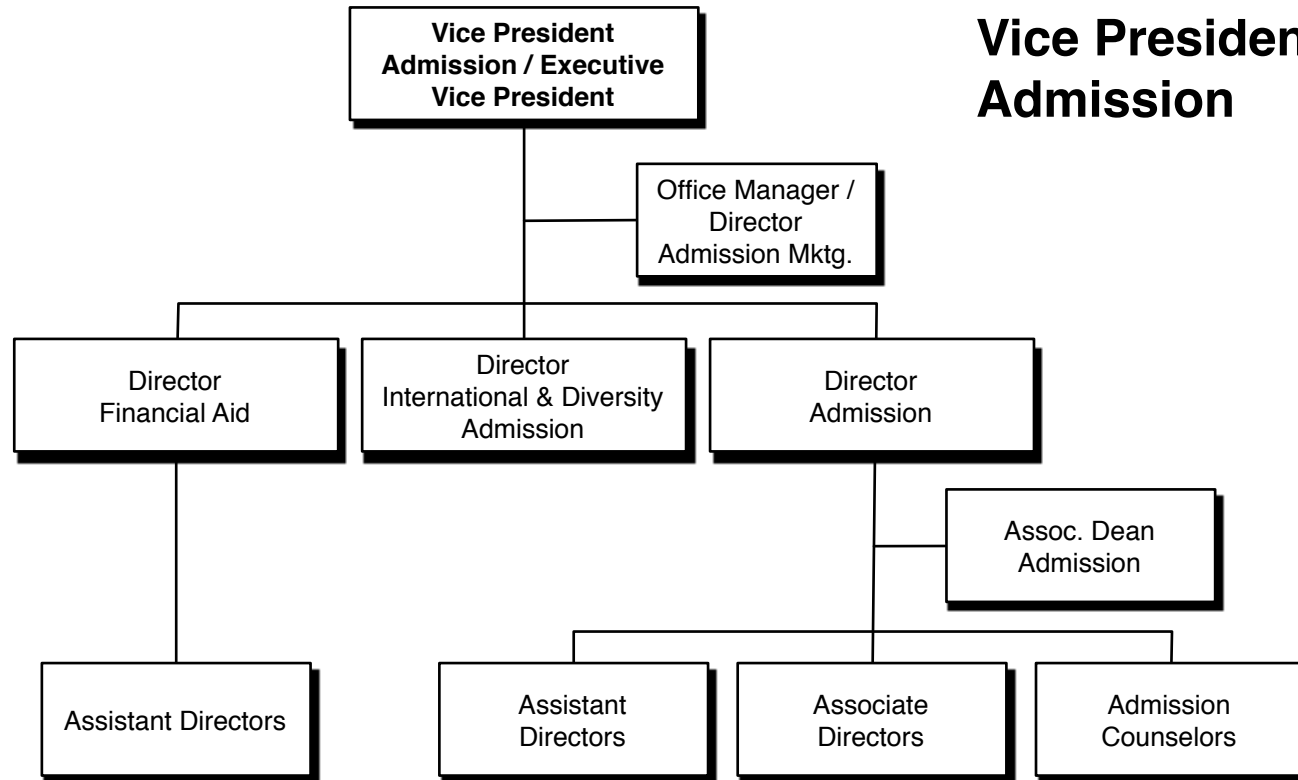 Vice President
Admission / Executive
Vice President
Vice Presiden
Admission
Office Manager /
Director
Admission Mktg.
Director
Financial Aid
Director
International & Diversity
Admission
Director
Admission
Assoc. Dean
Admission
Assistant Directors
Assistant
Directors
Associate
Directors
Admission
Counselors